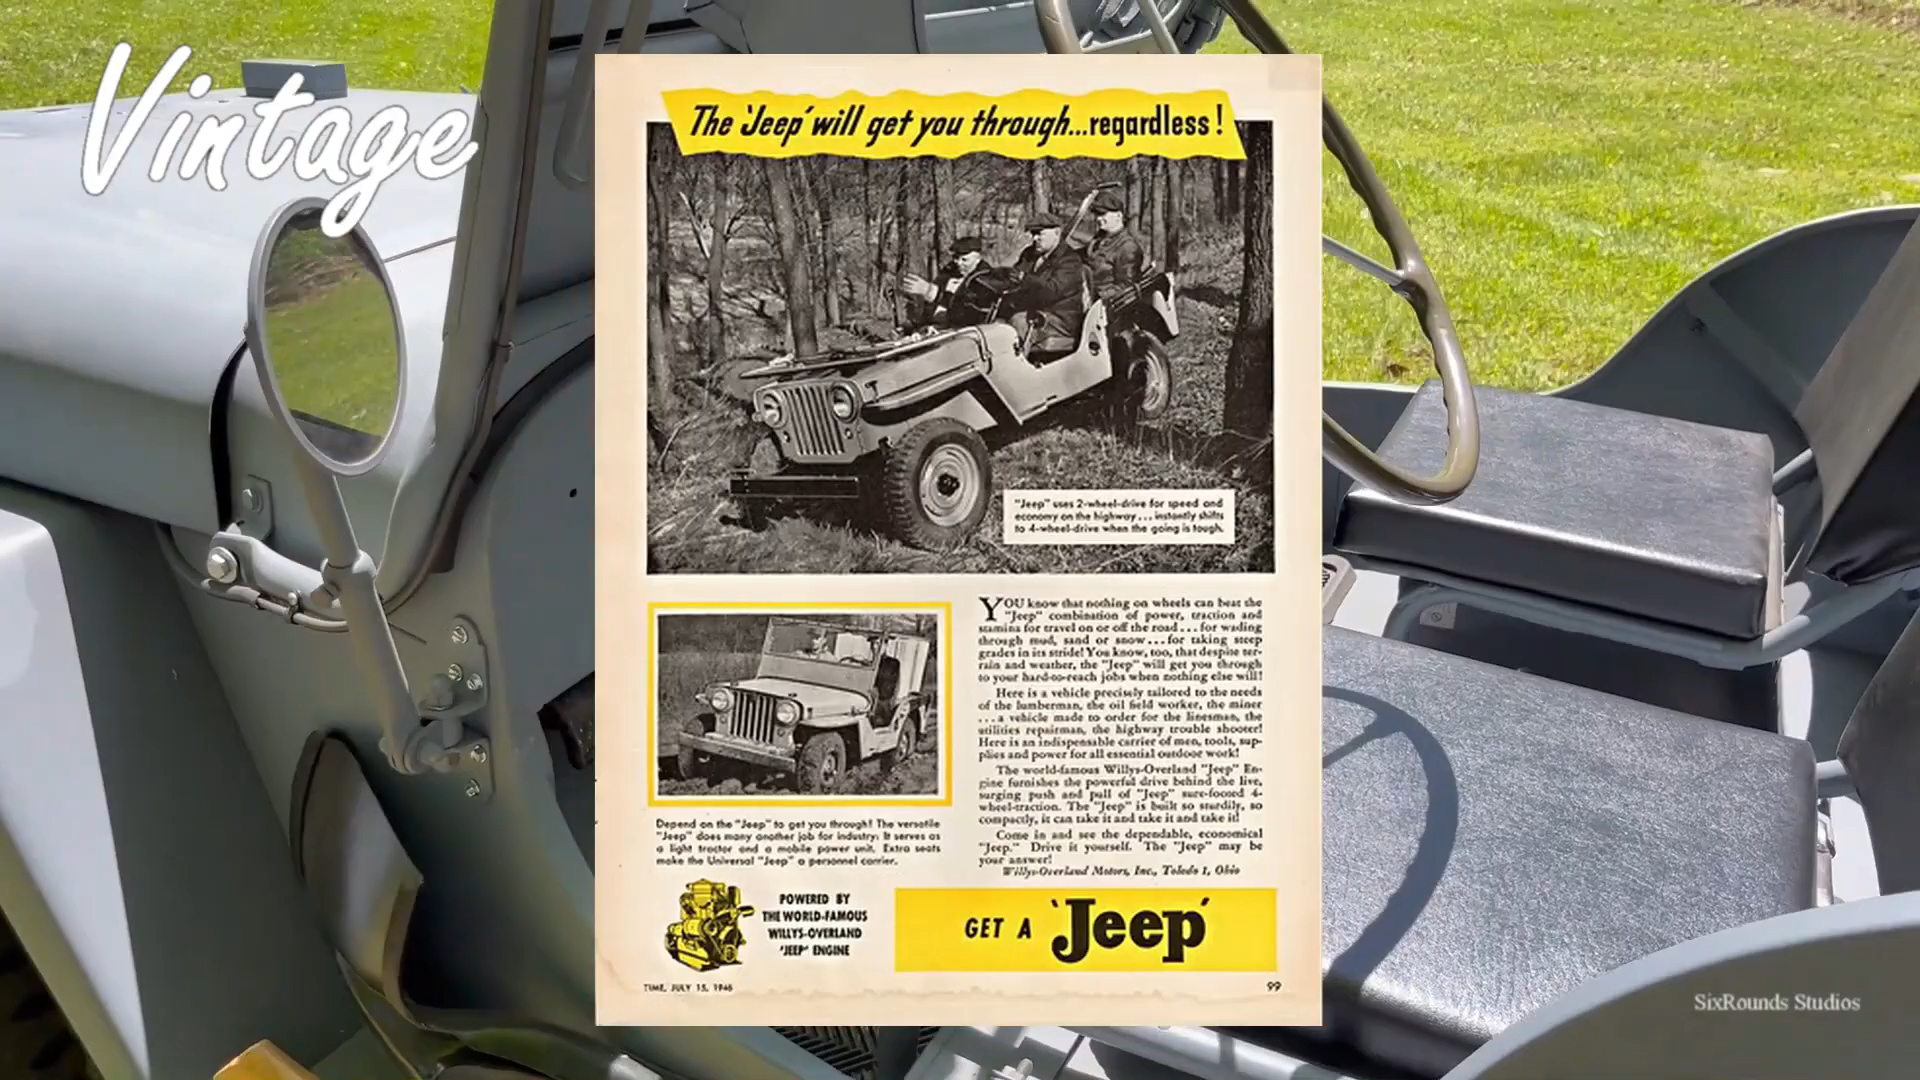 Vintage
The 'Jeep' will get you through...regardless!
"Jeep" uses 2-wheel-drive for speed and
economy on the highway... instantly shifts
to 4-wheel-drive when the going is tough.
YOU know that nothing on wheels can beat the
"Jeep" combination of power, traction and
stamina for travel on or off the road...for wading
through mud, sand or snow...for taking steep
grades in its stride! You know, too, that despite ter-
rain and weather, the "Jeep" will get you through
to your hard-to-reach jobs when nothing else will!
Here is a vehicle precisely tailored to the needs
of the lumberman, the oil field worker, the miner
...a vehicle made to order for the linesman, the
utilities repairman, the highway trouble shooter!
Here is an indispensable carrier of men, tools, sup-
plies and power for all essential outdoor work!
The world-famous Willys-Overland "Jeep" En-
gine furnishes the powerful drive behind the live,
surging push and pull of "Jeep" sure-footed 4-
wheel-traction. The "Jeep" is built so sturdily, so
compactly, it can take it and take it and take it!
Come in and see the dependable, economical
"Jeep." Drive it yourself. The "Jeep" may be
your answer!
Willys-Overland Motors, Inc., Toledo 1, Ohio
Depend on the "Jeep" to get you through! The versatile
"Jeep" does many another job for industry: It serves as
a light tractor and a mobile power unit. Extra seats
make the Universal "Jeep" a personnel carrier.
POWERED BY
THE WORLD-FAMOUS
WILLYS-OVERLAND
'JEEP' ENGINE
GET A 'Jeep'
TIME, JULY 15, 1946
99
SixRounds Studios